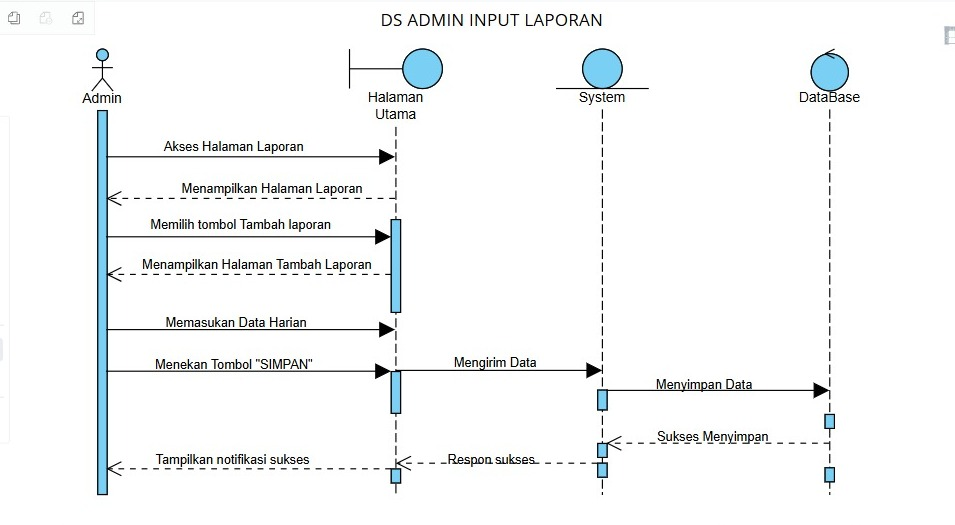 DS ADMIN INPUT LAPORAN
Admin
Halaman
Utama
System
DataBase
Akses Halaman Laporan
Menampilkan Halaman Laporan
Memilih tombol Tambah laporan
Menampilkan Halaman Tambah Laporan
Memasukan Data Harian
Menekan Tombol "SIMPAN"
Mengirim Data
Menyimpan Data
Sukses Menyimpan
Respon sukses
Tampilkan notifikasi sukses